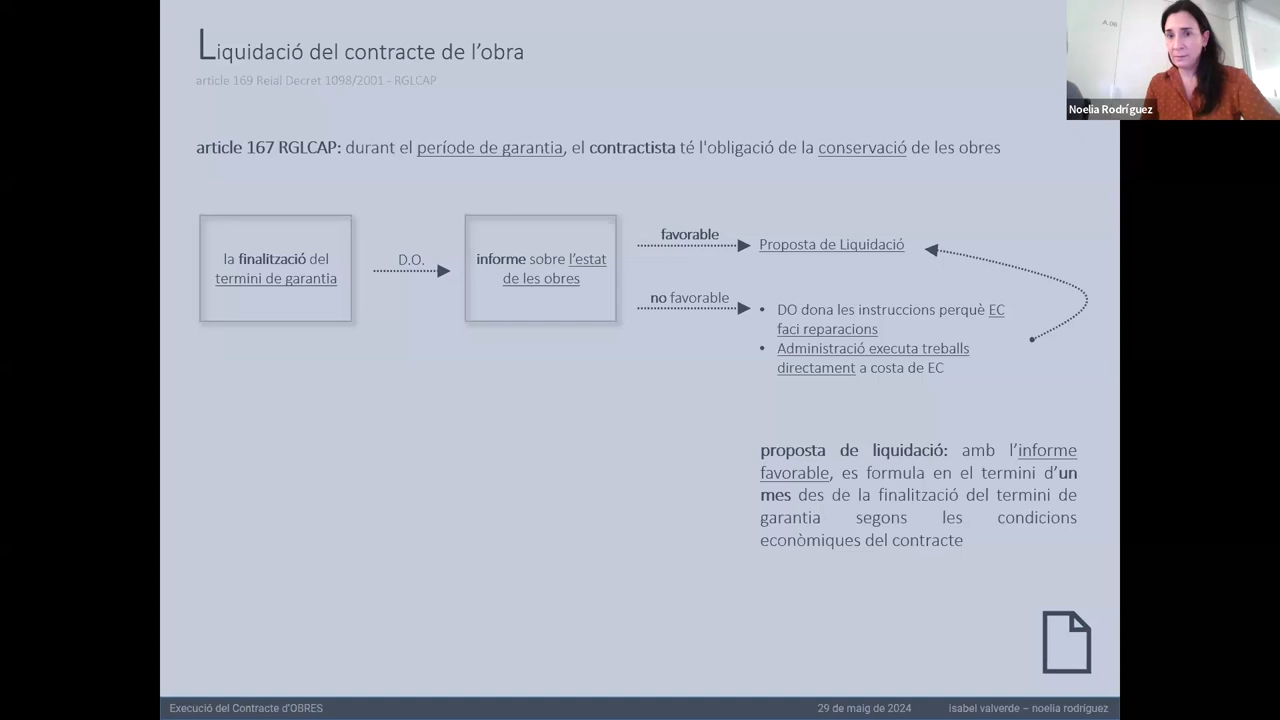 Liquidació del contracte de l'obra
article 169 Reial Decret 1098/2001 - RGLCAP
A.06
Noelia Rodríguez
article 167 RGLCAP: durant el període de garantia, el contractista té l'obligació de la conservació de les obres
la finalització del
termini de garantia
D.O.
informe sobre l'estat
de les obres
favorable
Proposta de Liquidació
no favorable
• DO dona les instruccions perquè EC
faci reparacions
• Administració executa treballs
directament a costa de EC
proposta de liquidació: amb l'informe
favorable, es formula en el termini d'un
mes des de la finalització del termini de
garantia segons les condicions
econòmiques del contracte
Execució del Contracte d'OBRES
29 de maig de 2024
isabel valverde – noelia rodríguez